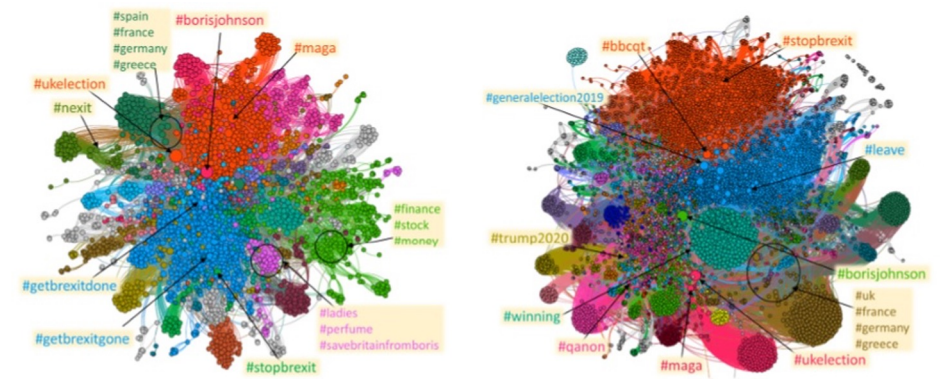 #spain
#france
#germany
#greece
#borisjohnson
#maga
#ukelection
#nexit
#finance
#stock
#money
#getbrexitdone
#getbrexitgone
#ladies
#perfume
#savebritainfromboris
#stopbrexit
#bbcqt
#stopbrexit
#generalelection2019
#leave
#trump2020
#borisjohnson
#winning
#uk
#france
#germany
#greece
#qanon
#maga
#ukelection